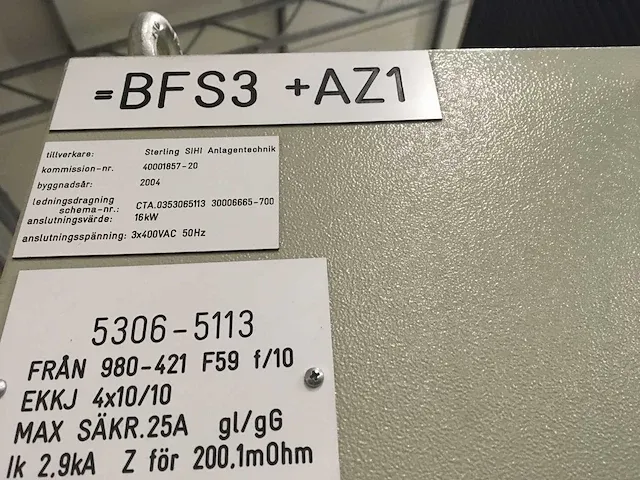 =BFS3 +AZ1
tillverkare: Sterling SIHI Anlagentechnik
kommission-nr. 40001857-20
byggnadsår: 2004
ledningsdragning
schema-nr.: CTA.0353065113 30006665-700
anslutningsvärde: 16kW
anslutningsspänning: 3x400VAC 50Hz
5306-5113
FRÅN 980-421 F59 f/10
EKKJ 4x10/10
MAX SÄKR.25A gl/gG
Ik 2,9kA Z för 200,1mOhm